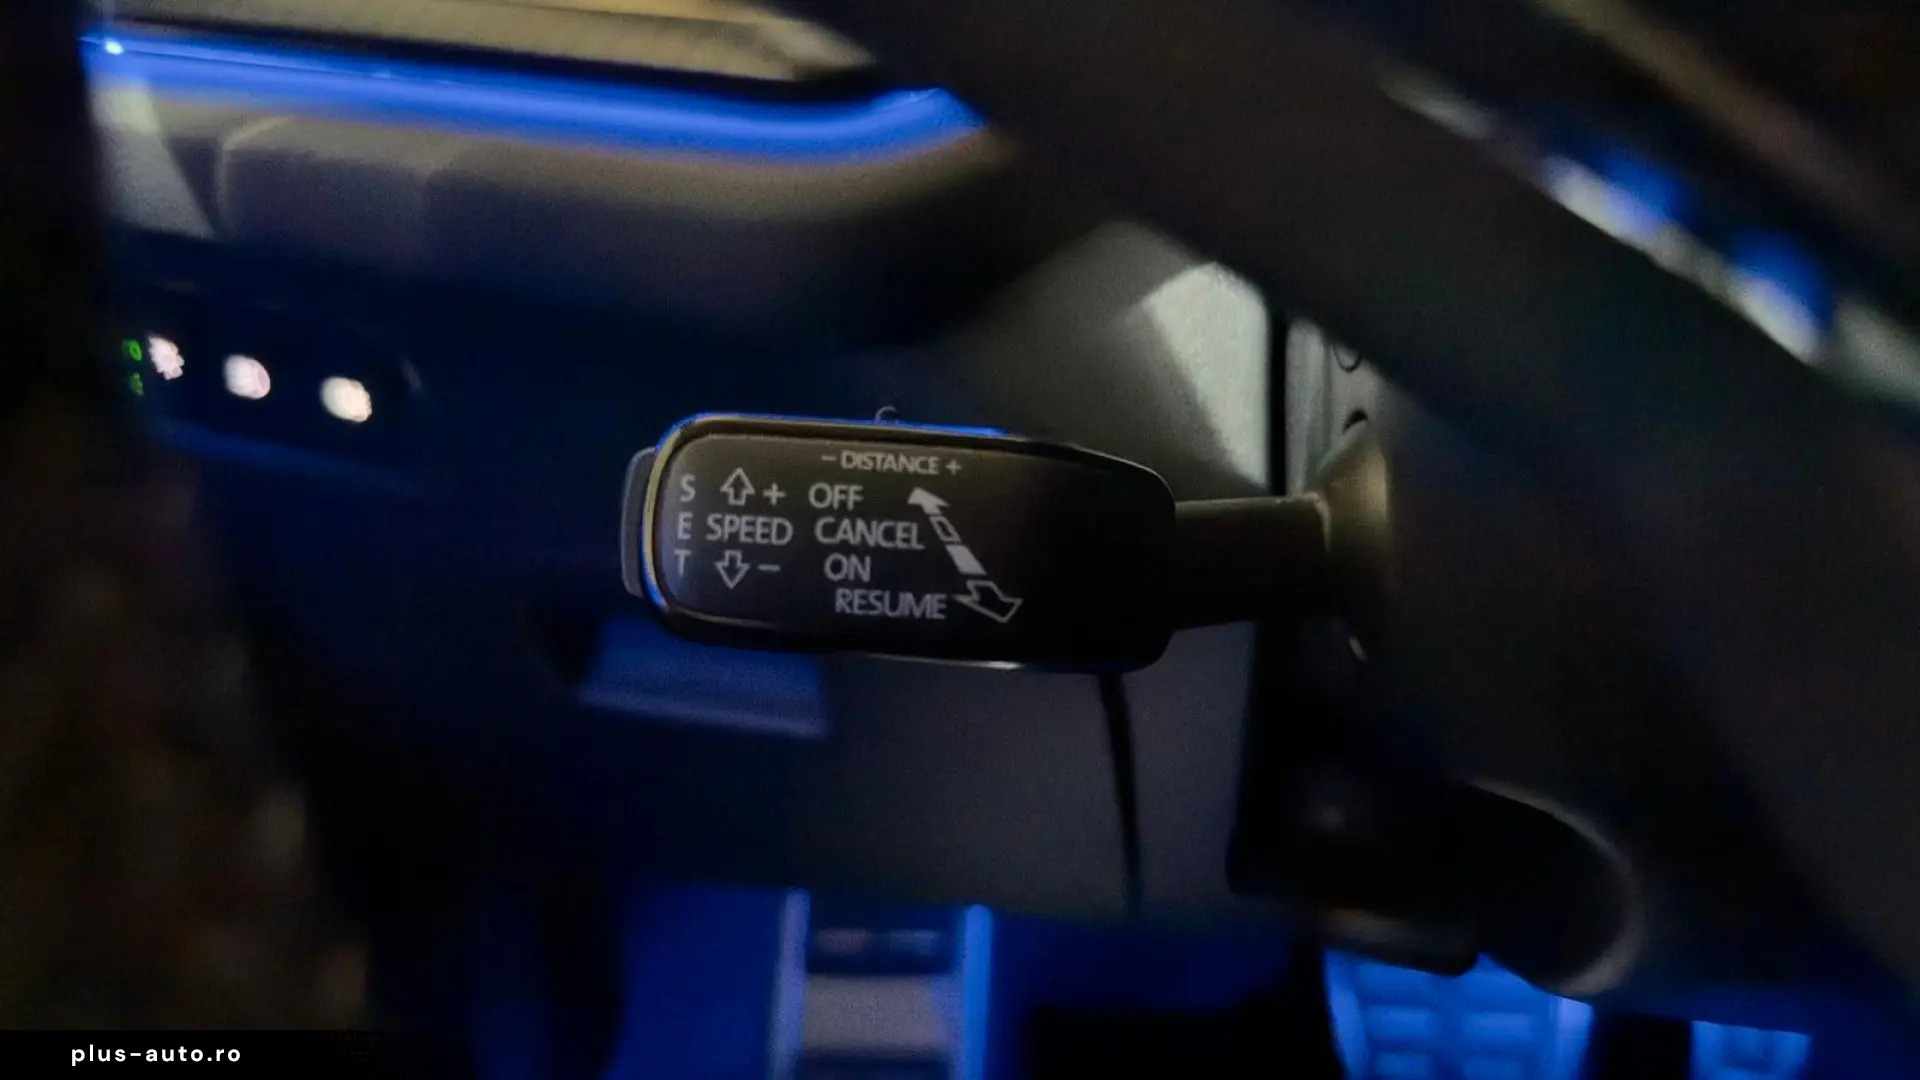 - DISTANCE +
S + OFF
E SPEED CANCEL
T - ON
RESUME
plus-auto.ro